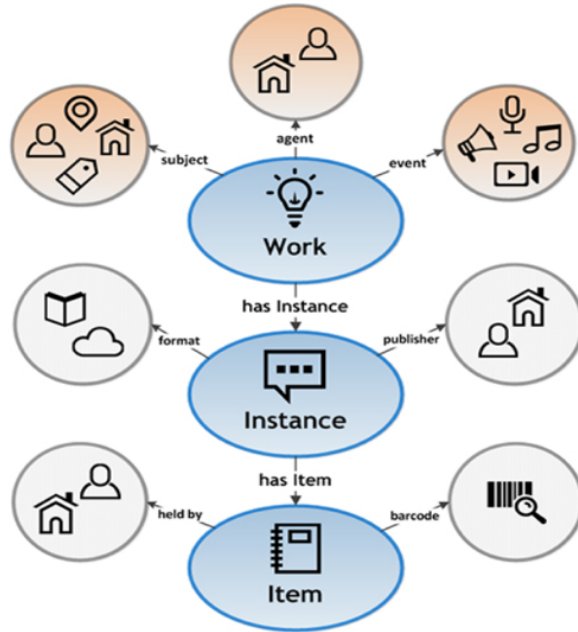 agent
subject
event
Work
has Instance
format
publisher
Instance
has Item
held by
barcode
Item